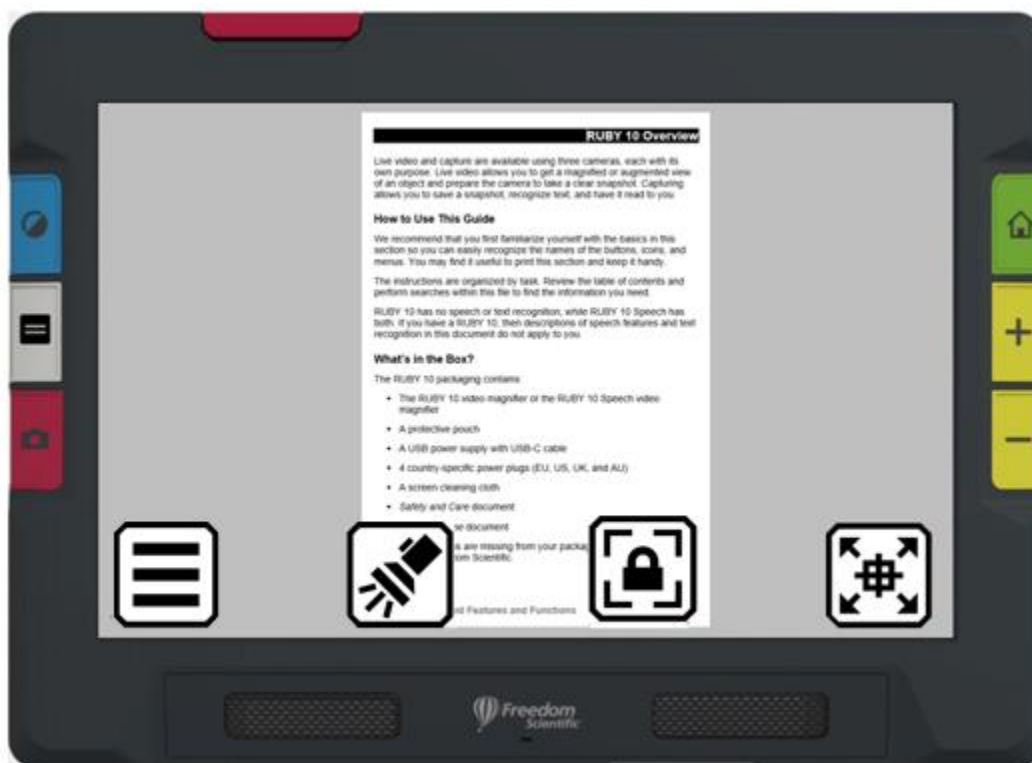 RUBY 10 Overview
Live video and capture are available using three cameras, each with its
own purpose. Live video allows you to get a magnified or augmented view
of an object and prepare the camera to take a clear snapshot. Capturing
allows you to save a snapshot, recognize text, and have it read to you.
How to Use This Guide
We recommend that you first familiarize yourself with the basics in this
section so you can easily recognize the names of the buttons, icons, and
menus. You may find it useful to print this section and keep it handy.
The instructions are organized by task. Review the table of contents and
perform searches within this file to find the information you need.
RUBY 10 has no speech or text recognition, while RUBY 10 Speech has
both. If you have a RUBY 10, then descriptions of speech features and text
recognition in this document do not apply to you.
What's in the Box?
The RUBY 10 packaging contains
• The RUBY 10 video magnifier or the RUBY 10 Speech video
magnifier
• A protective pouch
• A USB power supply with USB-C cable
• 4 country-specific power plugs (EU, US, UK, and AU)
• A screen cleaning cloth
• Safety and Care document
document
are missing from your
Scientific.
Features and Functions
Freedom
Scientific